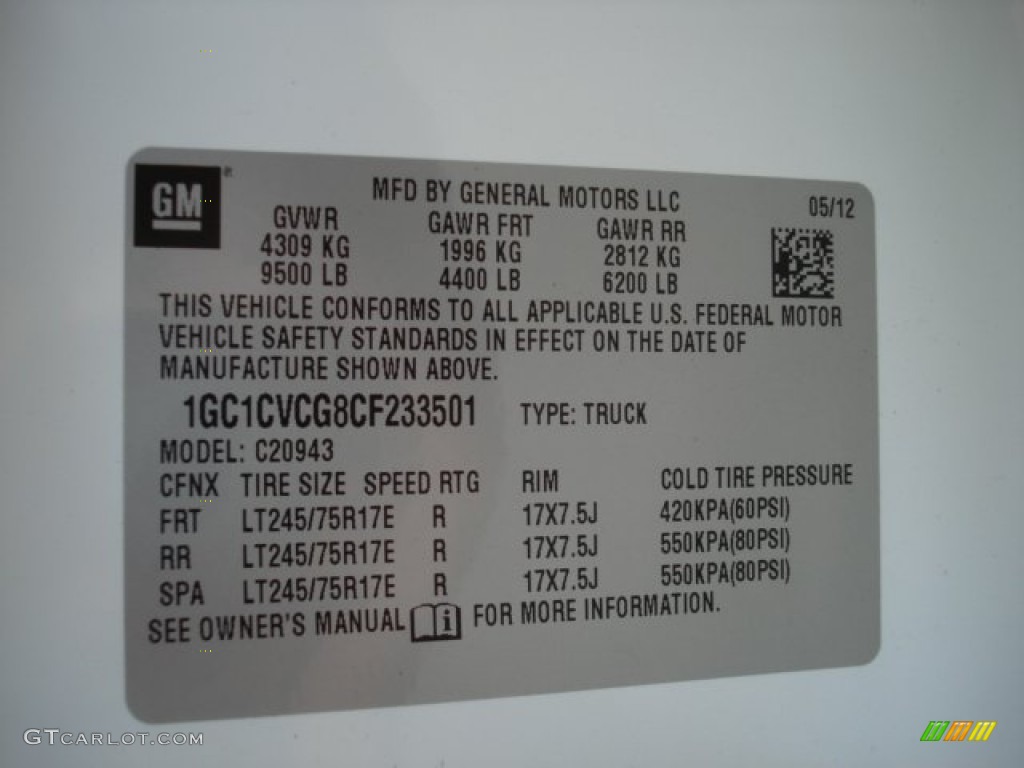 GM
MFD BY GENERAL MOTORS LLC 05/12
GVWR GAWR FRT GAWR RR
4309 KG 1996 KG 2812 KG
9500 LB 4400 LB 6200 LB
THIS VEHICLE CONFORMS TO ALL APPLICABLE U.S. FEDERAL MOTOR
VEHICLE SAFETY STANDARDS IN EFFECT ON THE DATE OF
MANUFACTURE SHOWN ABOVE.
1GC1CVCG8CF233501 TYPE: TRUCK
MODEL: C20943
CFNX TIRE SIZE SPEED RTG RIM COLD TIRE PRESSURE
FRT LT245/75R17E R 17X7.5J 420KPA(60PSI)
RR LT245/75R17E R 17X7.5J 550KPA(80PSI)
SPA LT245/75R17E R 17X7.5J 550KPA(80PSI)
SEE OWNER'S MANUAL i FOR MORE INFORMATION.
GTCARLOT.COM